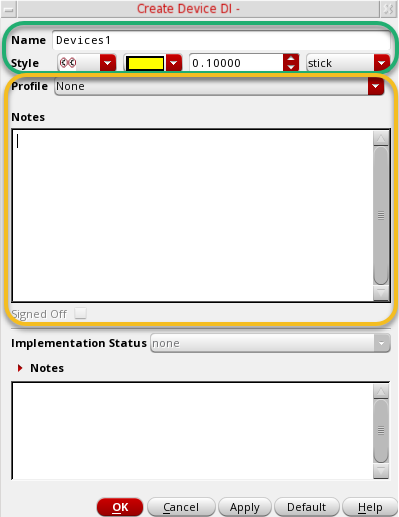 Create Device DI -
Name Devices1
Style 0.10000 stick
Profile None
Notes
Signed Off
Implementation Status none
Notes
OK Cancel Apply Default Help